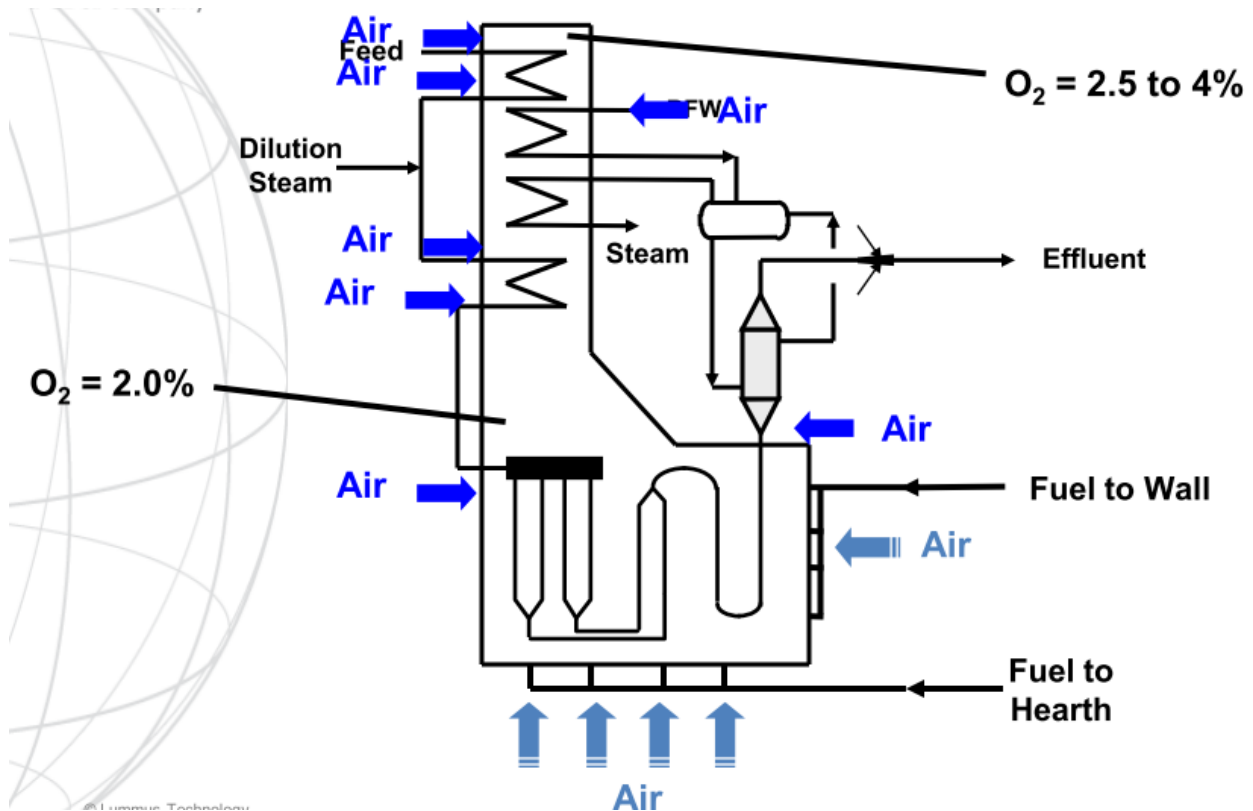 Air
Feed
Air
O₂ = 2.5 to 4%
Air
Dilution
Steam
Air
Steam
Effluent
Air
O₂ = 2.0%
Air
Air
Fuel to Wall
Air
Fuel to
Hearth
Air
© Lummus Technology